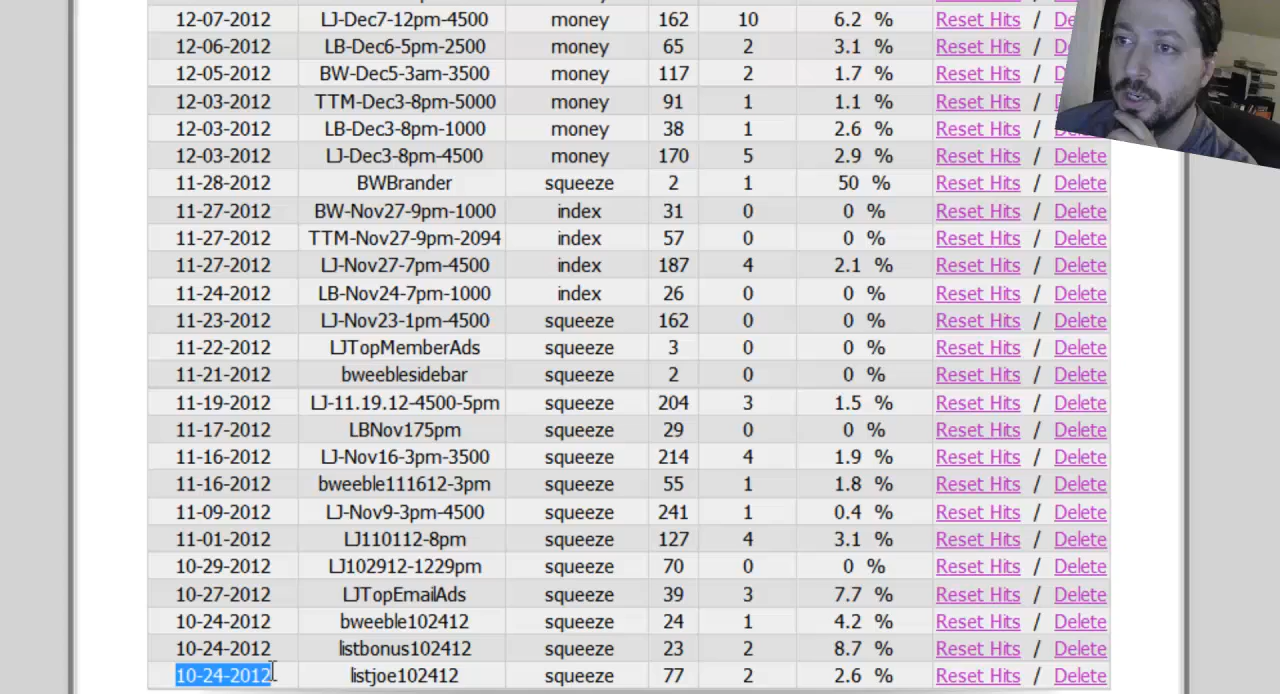 12-07-2012 LJ-Dec7-12pm-4500 money 162 10 6.2 % Reset Hits /
12-06-2012 LB-Dec6-5pm-2500 money 65 2 3.1 % Reset Hits /
12-05-2012 BW-Dec5-3am-3500 money 117 2 1.7 % Reset Hits /
12-03-2012 TTM-Dec3-8pm-5000 money 91 1 1.1 % Reset Hits /
12-03-2012 LB-Dec3-8pm-1000 money 38 1 2.6 % Reset Hits /
12-03-2012 LJ-Dec3-8pm-4500 money 170 5 2.9 % Reset Hits / Delete
11-28-2012 BWBrander squeeze 2 1 50 % Reset Hits / Delete
11-27-2012 BW-Nov27-9pm-1000 index 31 0 0 % Reset Hits / Delete
11-27-2012 TTM-Nov27-9pm-2094 index 57 0 0 % Reset Hits / Delete
11-27-2012 LJ-Nov27-7pm-4500 index 187 4 2.1 % Reset Hits / Delete
11-24-2012 LB-Nov24-7pm-1000 index 26 0 0 % Reset Hits / Delete
11-23-2012 LJ-Nov23-1pm-4500 squeeze 162 0 0 % Reset Hits / Delete
11-22-2012 LJTopMemberAds squeeze 3 0 0 % Reset Hits / Delete
11-21-2012 bweeblesidebar squeeze 2 0 0 % Reset Hits / Delete
11-19-2012 LJ-11.19.12-4500-5pm squeeze 204 3 1.5 % Reset Hits / Delete
11-17-2012 LBNov175pm squeeze 29 0 0 % Reset Hits / Delete
11-16-2012 LJ-Nov16-3pm-3500 squeeze 214 4 1.9 % Reset Hits / Delete
11-16-2012 bweeble111612-3pm squeeze 55 1 1.8 % Reset Hits / Delete
11-09-2012 LJ-Nov9-3pm-4500 squeeze 241 1 0.4 % Reset Hits / Delete
11-01-2012 LJ110112-8pm squeeze 127 4 3.1 % Reset Hits / Delete
10-29-2012 LJ102912-1229pm squeeze 70 0 0 % Reset Hits / Delete
10-27-2012 LJTopEmailAds squeeze 39 3 7.7 % Reset Hits / Delete
10-24-2012 bweeble102412 squeeze 24 1 4.2 % Reset Hits / Delete
10-24-2012 listbonus102412 squeeze 23 2 8.7 % Reset Hits / Delete
10-24-2012 listjoe102412 squeeze 77 2 2.6 % Reset Hits / Delete